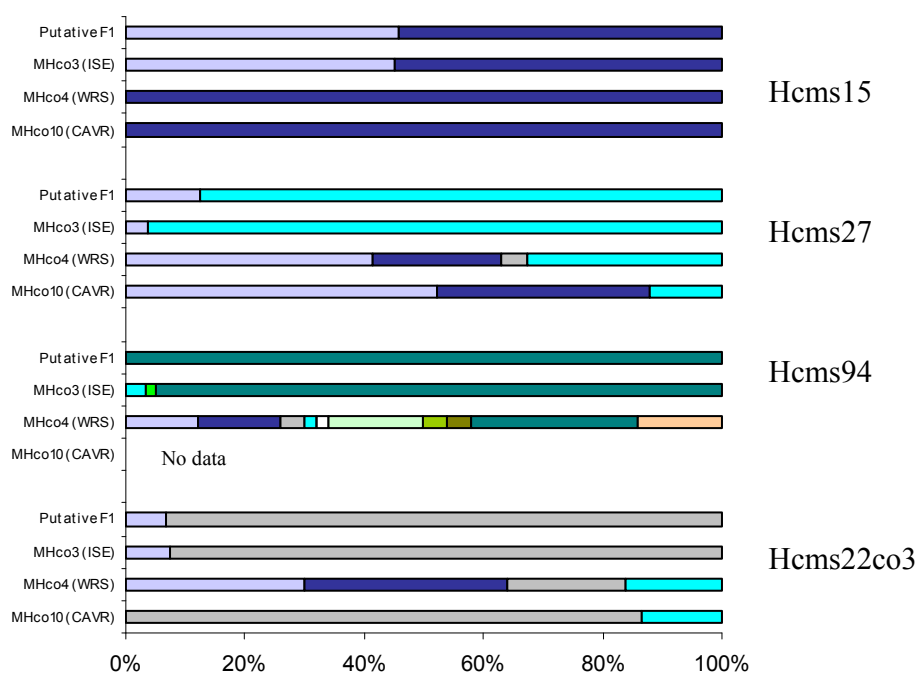 Putative F1
MHco3 (ISE)
MHco4 (WRS)
MHco10 (CAVR)
Hcms15
Putative F1
MHco3 (ISE)
MHco4 (WRS)
MHco10 (CAVR)
Hcms27
Putative F1
MHco3 (ISE)
MHco4 (WRS)
MHco10 (CAVR)
No data
Hcms94
Putative F1
MHco3 (ISE)
MHco4 (WRS)
MHco10 (CAVR)
Hcms22co3
0% 20% 40% 60% 80% 100%